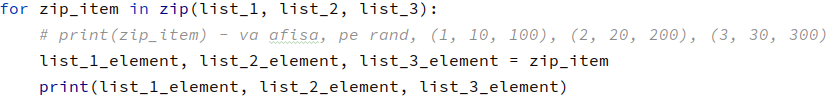 for zip_item in zip(list_1, list_2, list_3):
    # print(zip_item) - va afisa, pe rand, (1, 10, 100), (2, 20, 200), (3, 30, 300)
    list_1_element, list_2_element, list_3_element = zip_item
    print(list_1_element, list_2_element, list_3_element)